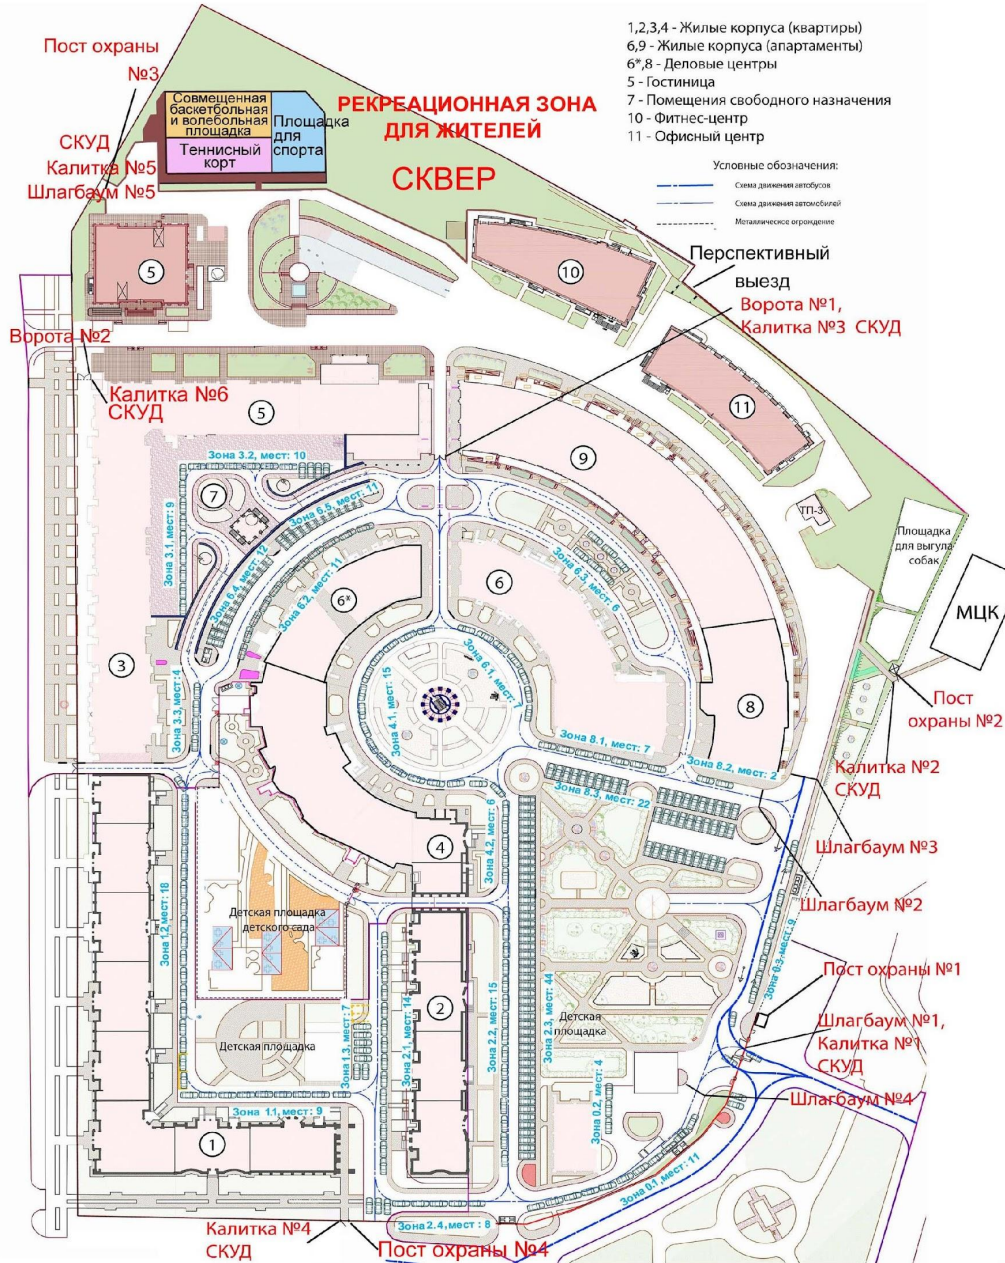 Пост охраны
№3
Совмещенная
баскетбольная
и волебольная
площадка
Площадка
для
спорта
Теннисный
корт
РЕКРЕАЦИОННАЯ ЗОНА
ДЛЯ ЖИТЕЛЕЙ
СКВЕР
1,2,3,4 - Жилые корпуса (квартиры)
6,9 - Жилые корпуса (апартаменты)
6*,8 - Деловые центры
5 - Гостиница
7 - Помещения свободного назначения
10 - Фитнес-центр
11 - Офисный центр
Условные обозначения:
Схема движения автобусов
Схема движения автомобилей
Металлическое ограждение
СКУД
Калитка №5
Шлагбаум №5
5
10
Перспективный
выезд
Ворота №1,
Калитка №3 СКУД
Ворота №2
Калитка №6
СКУД
5
11
9
Зона 3.2, мест: 10
7
Зона 6.5, мест: 11
Зона 3.1, мест: 9
Зона 6.4, мест: 12
Зона 6.2, мест: 11
6*
6
Зона 6.3, мест: 6
ТП-3
Площадка
для выгула
собак
МЦК
3
Зона 3.3, мест: 4
Зона 4.1, мест: 15
Зона 6.1, мест: 7
8
Пост
охраны №2
Зона 8.1, мест: 7
Зона 8.2, мест: 2
Зона 8.3, мест: 22
Калитка №2
СКУД
Шлагбаум №3
4
Зона 4.2, мест: 6
Шлагбаум №2
Зона 1.2, мест: 18
Детская площадка
детского сада
Зона 0.3, мест: 9
Пост охраны №1
Шлагбаум №1,
Калитка №1
СКУД
Шлагбаум №4
2
Зона 1.3, мест: 7
Зона 2.1, мест: 14
Зона 2.2, мест: 15
Зона 2.3, мест: 44
Детская
площадка
Детская площадка
Зона 0.2, мест: 4
Зона 1.1, мест: 9
1
Зона 0.1, мест: 11
Зона 2.4, мест : 8
Калитка №4
СКУД
Пост охраны №4